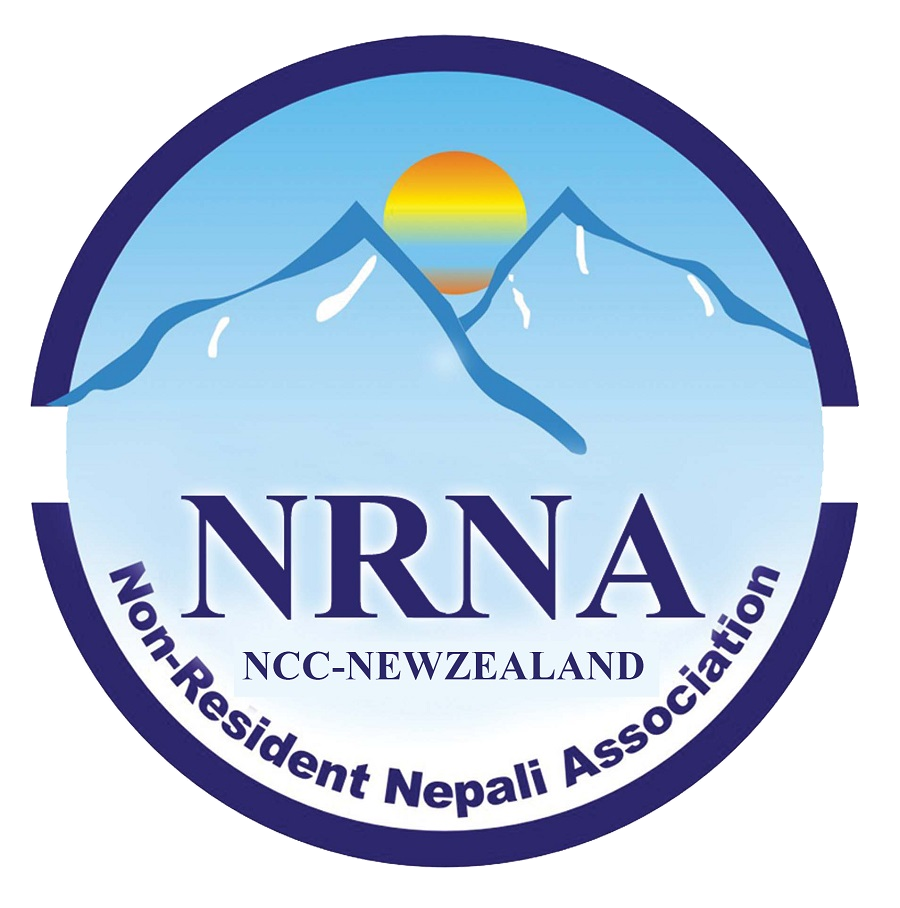 NRNA
NCC-NEWZEALAND
Non-Resident Nepali Association